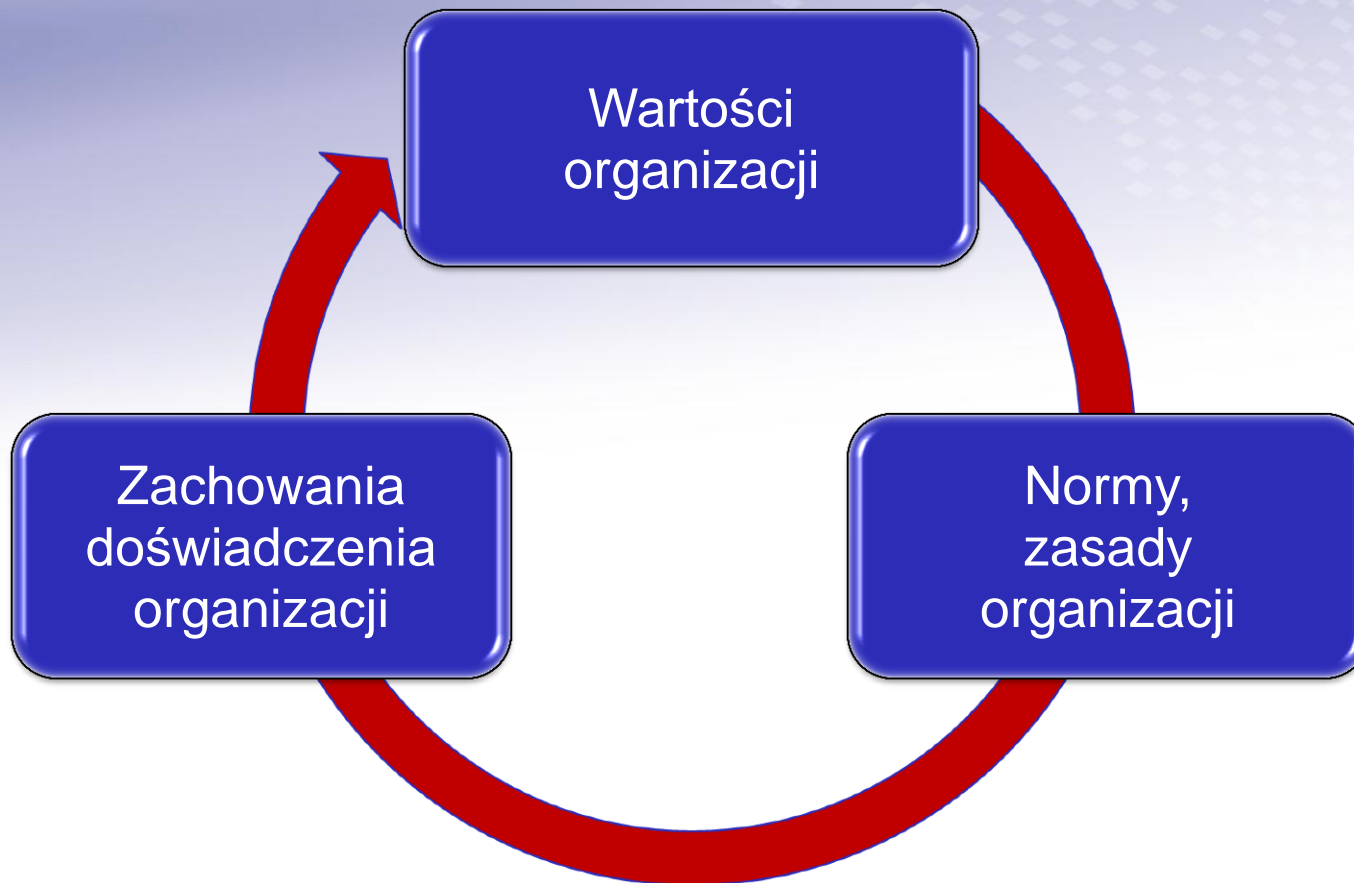 Wartości
organizacji
Zachowania
doświadczenia
organizacji
Normy,
zasady
organizacji